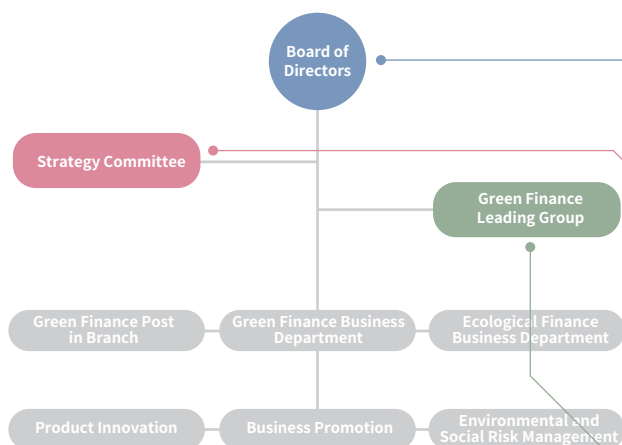 Board of
Directors
Strategy Committee
Green Finance
Leading Group
Green Finance Post
in Branch
Green Finance Business
Department
Ecological Finance
Business Department
Product Innovation
Business Promotion
Environmental and
Social Risk Management